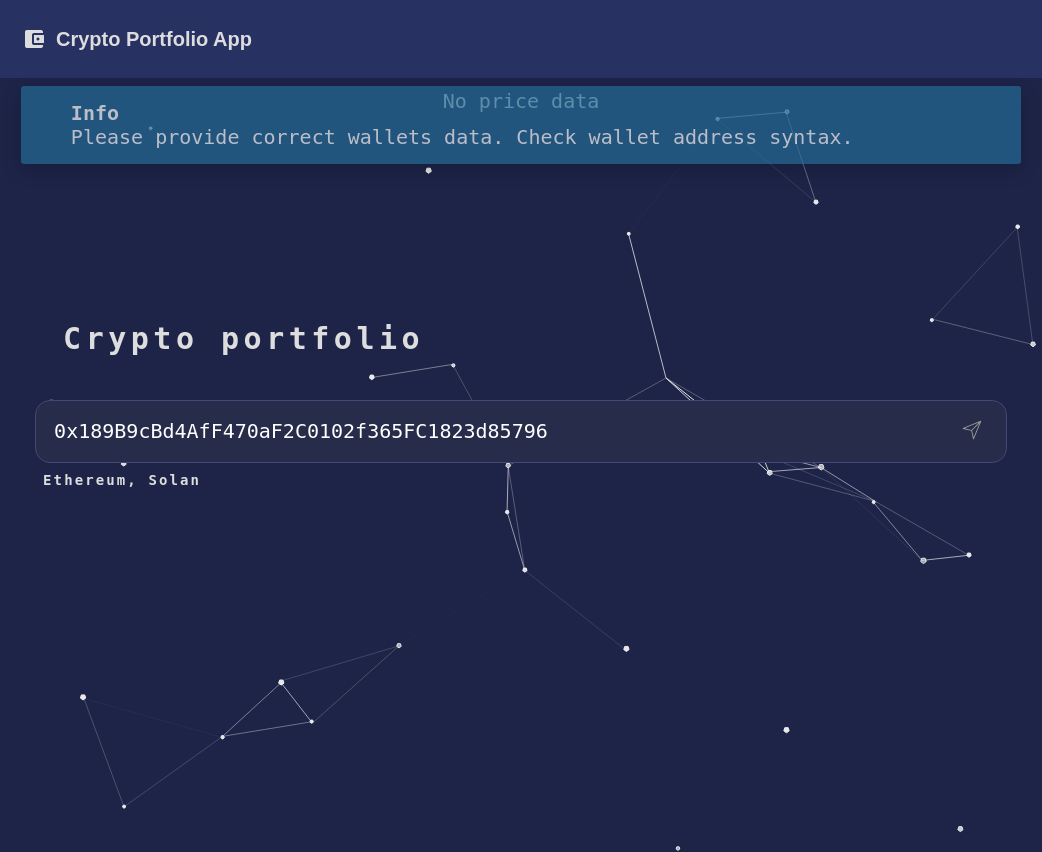 Crypto Portfolio App
No price data
Info
Please provide correct wallets data. Check wallet address syntax.
Crypto portfolio
0x189B9cBd4AfF470aF2C0102f365FC1823d85796
Ethereum, Solan